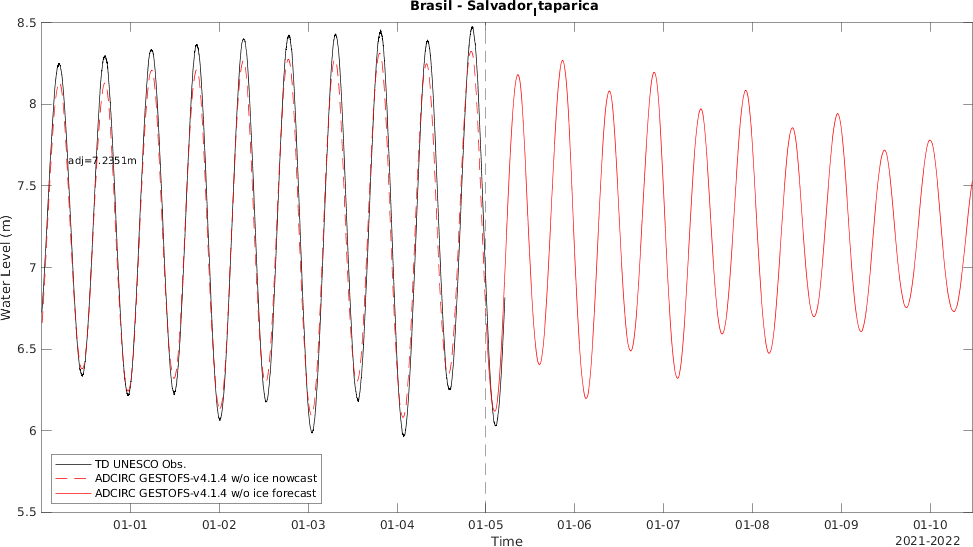 Brasil - Salvador_Itaparica
8.5
8
7.5
7
6.5
6
5.5
Water Level (m)
adj=7.2351m
TD UNESCO Obs.
ADCIRC GESTOFS-v4.1.4 w/o ice nowcast
ADCIRC GESTOFS-v4.1.4 w/o ice forecast
01-01 01-02 01-03 01-04 01-05 01-06 01-07 01-08 01-09 01-10
Time
2021-2022